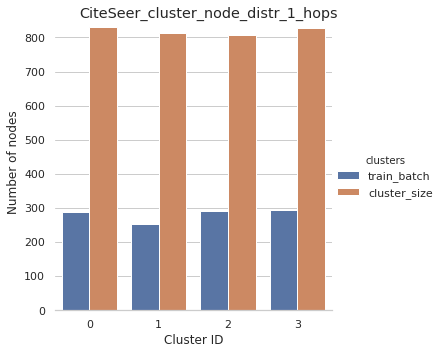 CiteSeer_cluster_node_distr_1_hops
800
700
600
500
400
300
200
100
0
Number of nodes
0 1 2 3
Cluster ID
clusters
train_batch
cluster_size